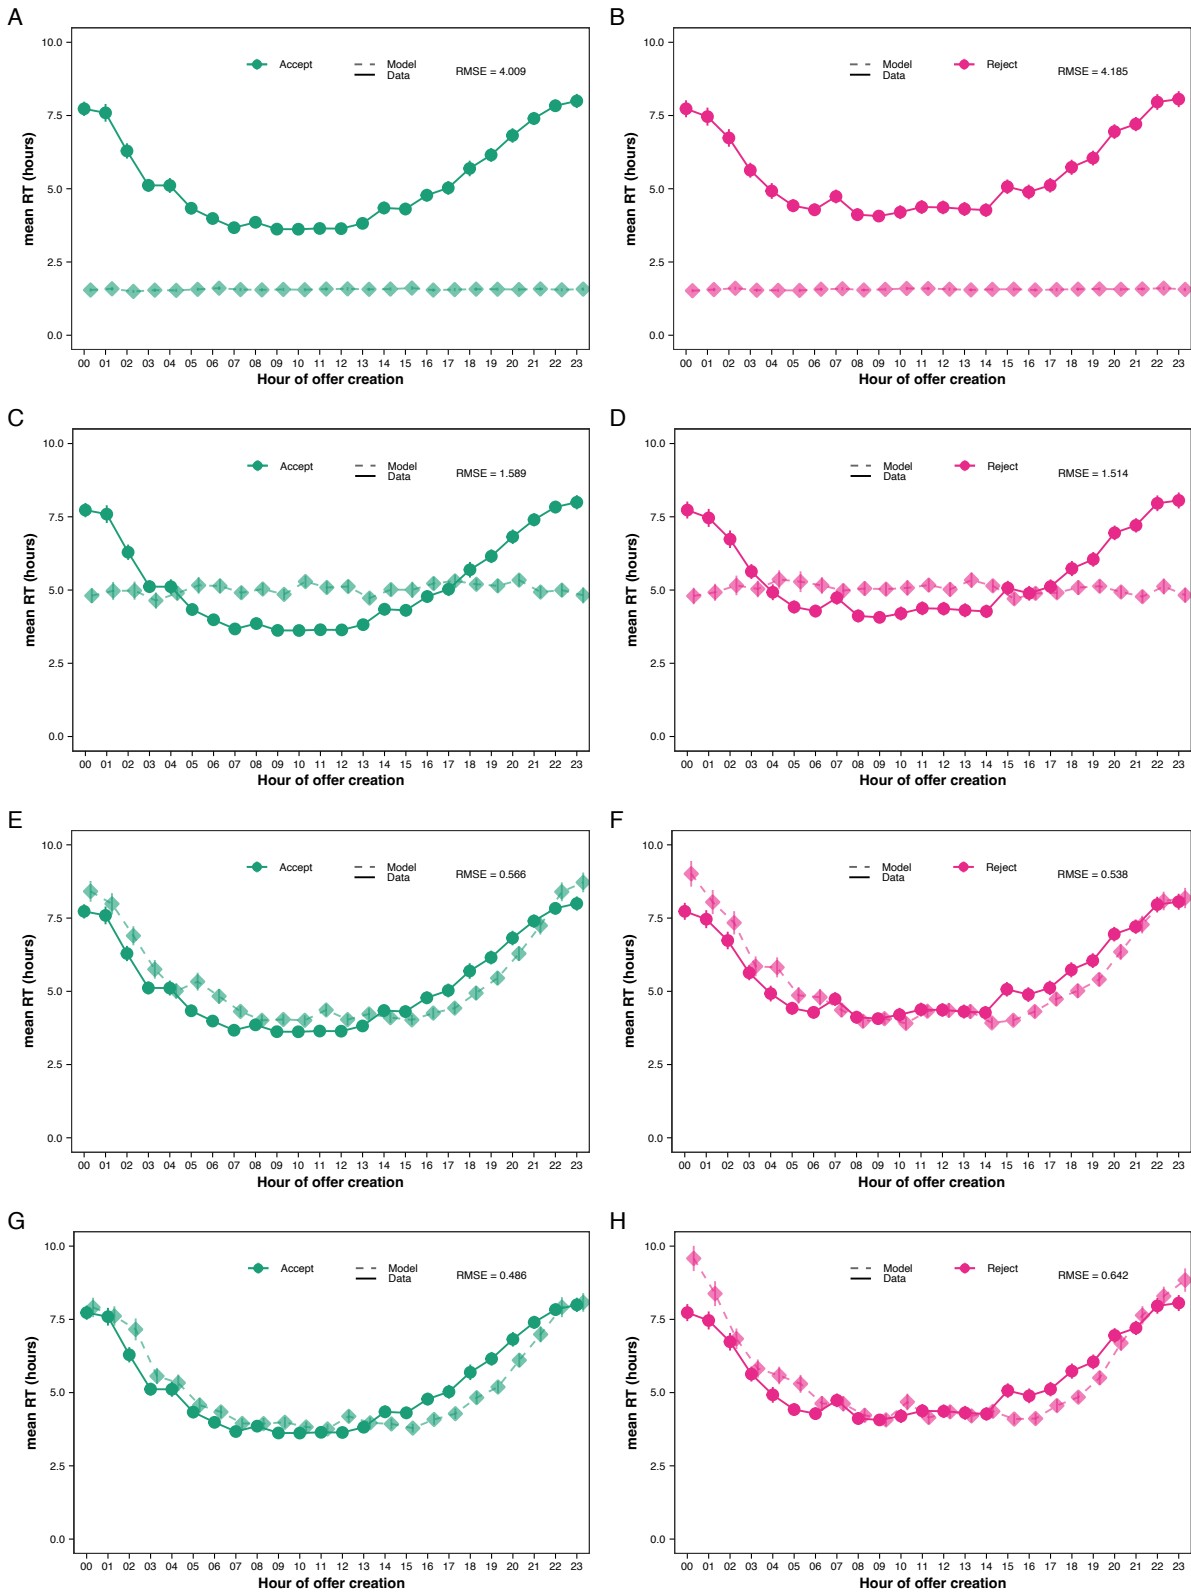 A
10.0
7.5
5.0
2.5
0.0
mean RT (hours)
Accept
Model
Data
RMSE = 4.009
00 01 02 03 04 05 06 07 08 09 10 11 12 13 14 15 16 17 18 19 20 21 22 23
Hour of offer creation
B
10.0
7.5
5.0
2.5
0.0
mean RT (hours)
Model
Data
Reject
RMSE = 4.185
00 01 02 03 04 05 06 07 08 09 10 11 12 13 14 15 16 17 18 19 20 21 22 23
Hour of offer creation
C
10.0
7.5
5.0
2.5
0.0
mean RT (hours)
Accept
Model
Data
RMSE = 1.589
00 01 02 03 04 05 06 07 08 09 10 11 12 13 14 15 16 17 18 19 20 21 22 23
Hour of offer creation
D
10.0
7.5
5.0
2.5
0.0
mean RT (hours)
Model
Data
Reject
RMSE = 1.514
00 01 02 03 04 05 06 07 08 09 10 11 12 13 14 15 16 17 18 19 20 21 22 23
Hour of offer creation
E
10.0
7.5
5.0
2.5
0.0
mean RT (hours)
Accept
Model
Data
RMSE = 0.566
00 01 02 03 04 05 06 07 08 09 10 11 12 13 14 15 16 17 18 19 20 21 22 23
Hour of offer creation
F
10.0
7.5
5.0
2.5
0.0
mean RT (hours)
Model
Data
Reject
RMSE = 0.538
00 01 02 03 04 05 06 07 08 09 10 11 12 13 14 15 16 17 18 19 20 21 22 23
Hour of offer creation
G
10.0
7.5
5.0
2.5
0.0
mean RT (hours)
Accept
Model
Data
RMSE = 0.486
00 01 02 03 04 05 06 07 08 09 10 11 12 13 14 15 16 17 18 19 20 21 22 23
Hour of offer creation
H
10.0
7.5
5.0
2.5
0.0
mean RT (hours)
Model
Data
Reject
RMSE = 0.642
00 01 02 03 04 05 06 07 08 09 10 11 12 13 14 15 16 17 18 19 20 21 22 23
Hour of offer creation